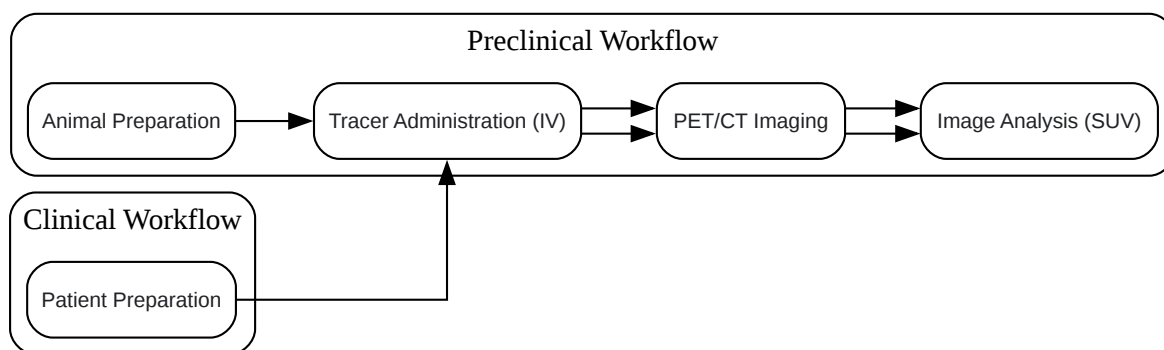 Preclinical Workflow
Animal Preparation
Tracer Administration (IV)
PET/CT Imaging
Image Analysis (SUV)
Clinical Workflow
Patient Preparation